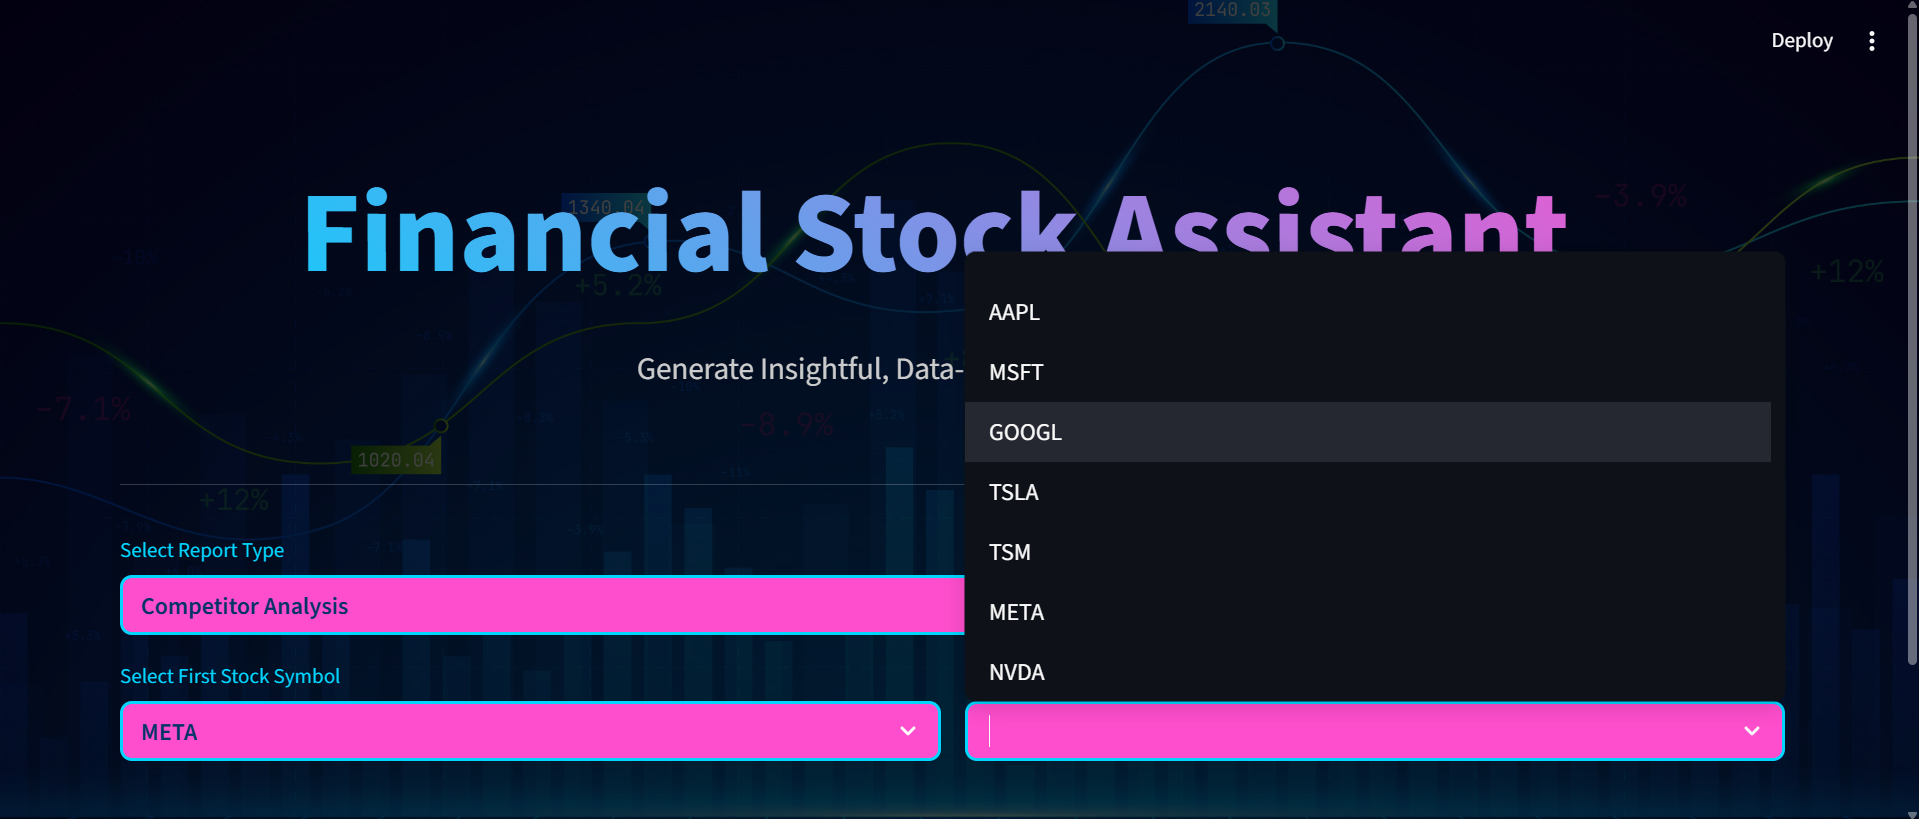 2140.03
Deploy
Financial Stock Assistant
1340.04
-3.9%
+12%
+5.2%
AAPL
Generate Insightful, Data-
MSFT
-7.1%
-8.9%
GOOGL
1020.04
+12%
TSLA
Select Report Type
TSM
Competitor Analysis
META
Select First Stock Symbol
NVDA
META